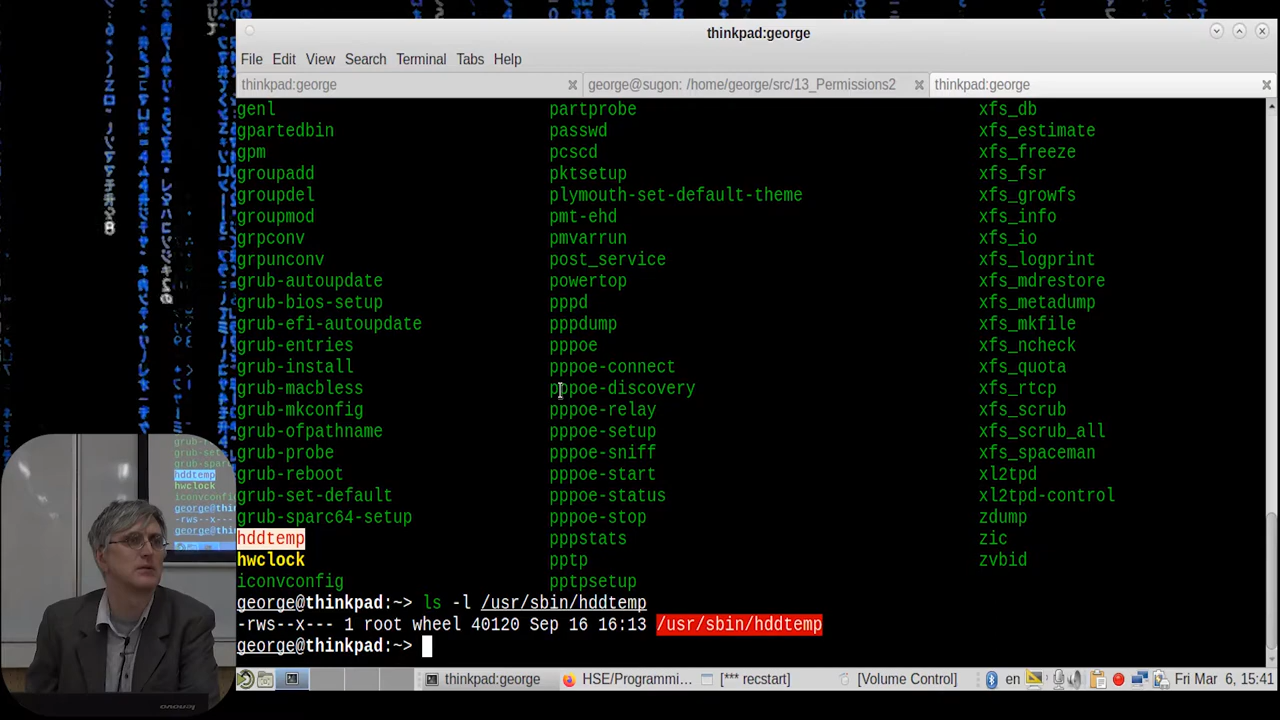 thinkpad:george
File Edit View Search Terminal Tabs Help
thinkpad:george george@sugon: /home/george/src/13_Permissions2 thinkpad:george
genl partprobe xfs_db
gpartedbin passwd xfs_estimate
gpm pcscd xfs_freeze
groupadd pktsetup xfs_fsr
groupdel plymouth-set-default-theme xfs_growfs
groupmod pmt-ehd xfs_info
grpconv pmvarrun xfs_io
grpunconv post_service xfs_logprint
grub-autoupdate powertop xfs_mdrestore
grub-bios-setup pppd xfs_metadump
grub-efi-autoupdate pppdump xfs_mkfile
grub-entries pppoe xfs_ncheck
grub-install pppoe-connect xfs_quota
grub-macbless pppoe-discovery xfs_rtcp
grub-mkconfig pppoe-relay xfs_scrub
grub-ofpathname pppoe-setup xfs_scrub_all
grub-probe pppoe-sniff xfs_spaceman
grub-reboot pppoe-start xl2tpd
grub-set-default pppoe-status xl2tpd-control
grub-sparc64-setup pppoe-stop zdump
hddtemp pppstats zic
hwclock pptp zvbid
iconvconfig pptpsetup
george@thinkpad:~> ls -l /usr/sbin/hddtemp
-rws--x--- 1 root wheel 40120 Sep 16 16:13 /usr/sbin/hddtemp
george@thinkpad:~>
thinkpad:george HSE/Programmi... [*** recstart] [Volume Control] en Fri Mar 6, 15:41
hddtemp
hwclock
iconvconfig